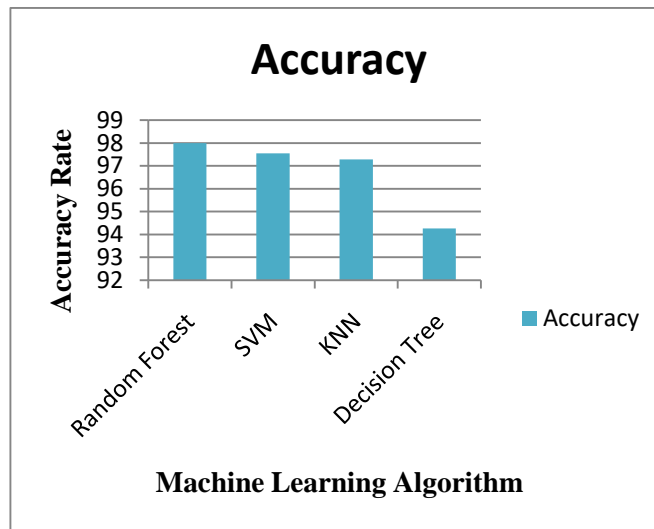 Accuracy
Accuracy Rate
99
98
97
96
95
94
93
92
Random Forest
SVM
KNN
Decision Tree
Accuracy
Machine Learning Algorithm